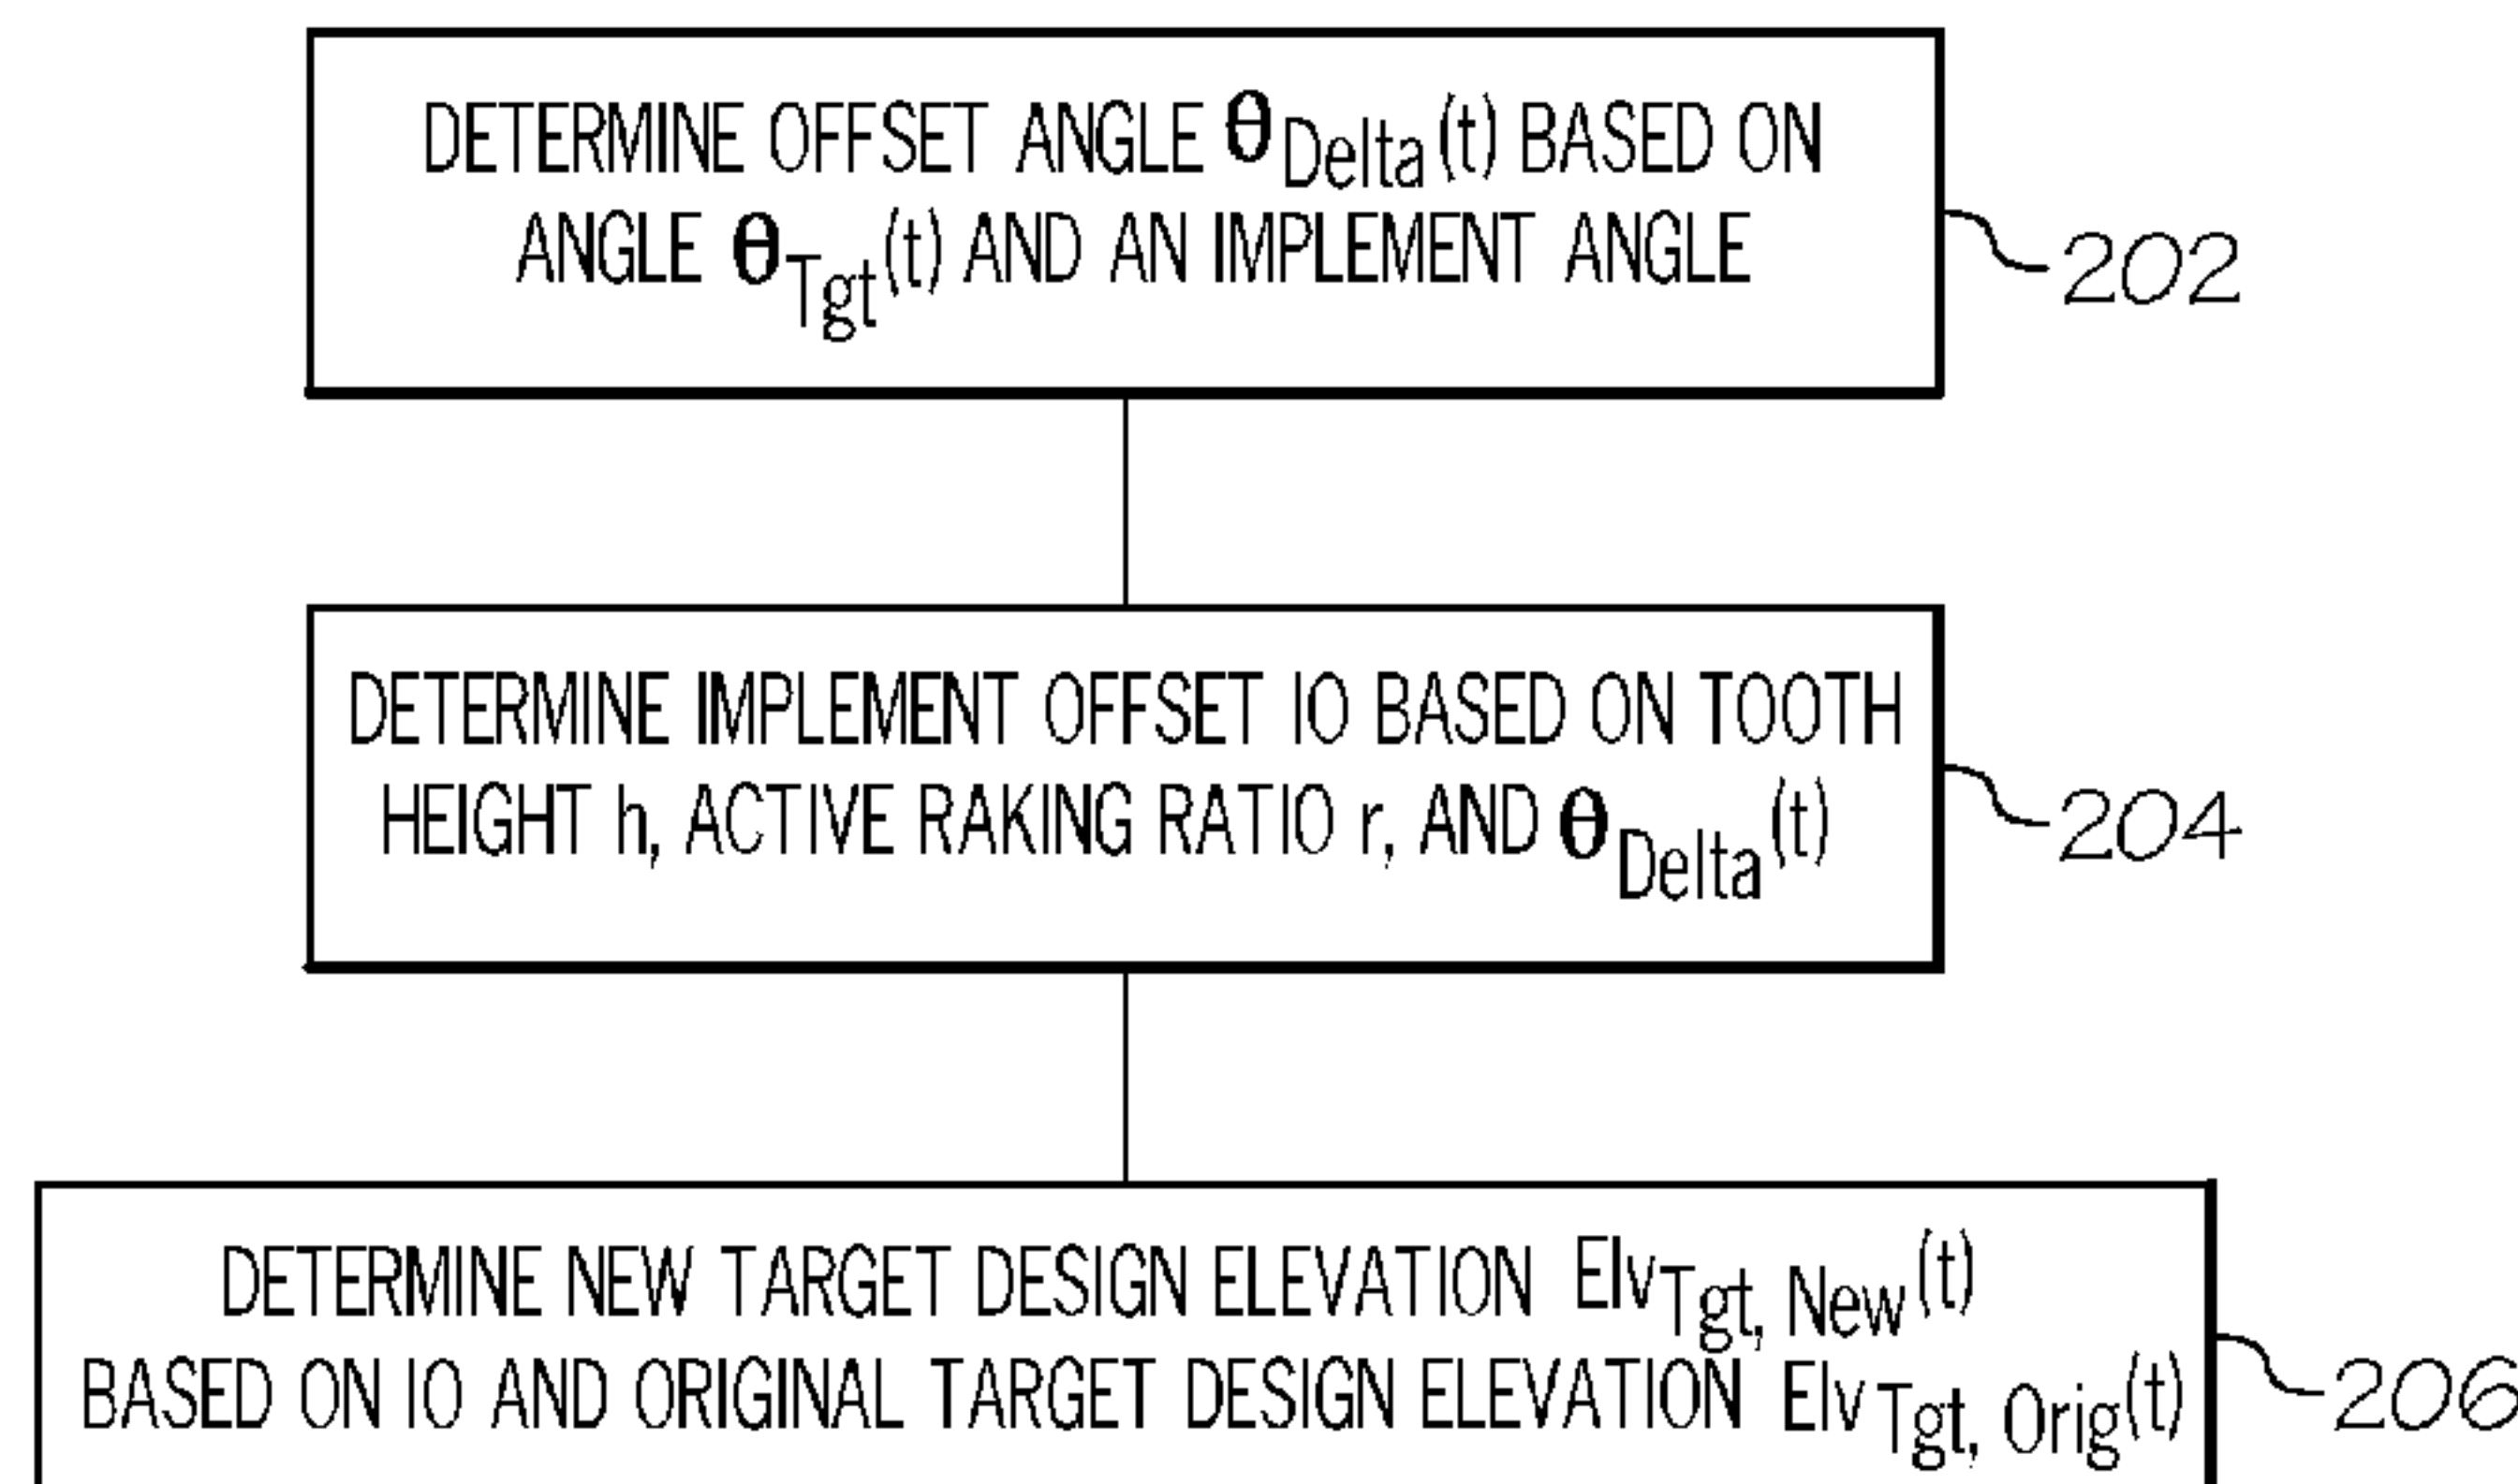 DETERMINE OFFSET ANGLE θDelta(t) BASED ON
ANGLE θTgt(t) AND AN IMPLEMENT ANGLE
202
DETERMINE IMPLEMENT OFFSET IO BASED ON TOOTH
HEIGHT h, ACTIVE RAKING RATIO r, AND θDelta(t)
204
DETERMINE NEW TARGET DESIGN ELEVATION ElvTgt, New(t)
BASED ON IO AND ORIGINAL TARGET DESIGN ELEVATION ElvTgt, Orig(t)
206